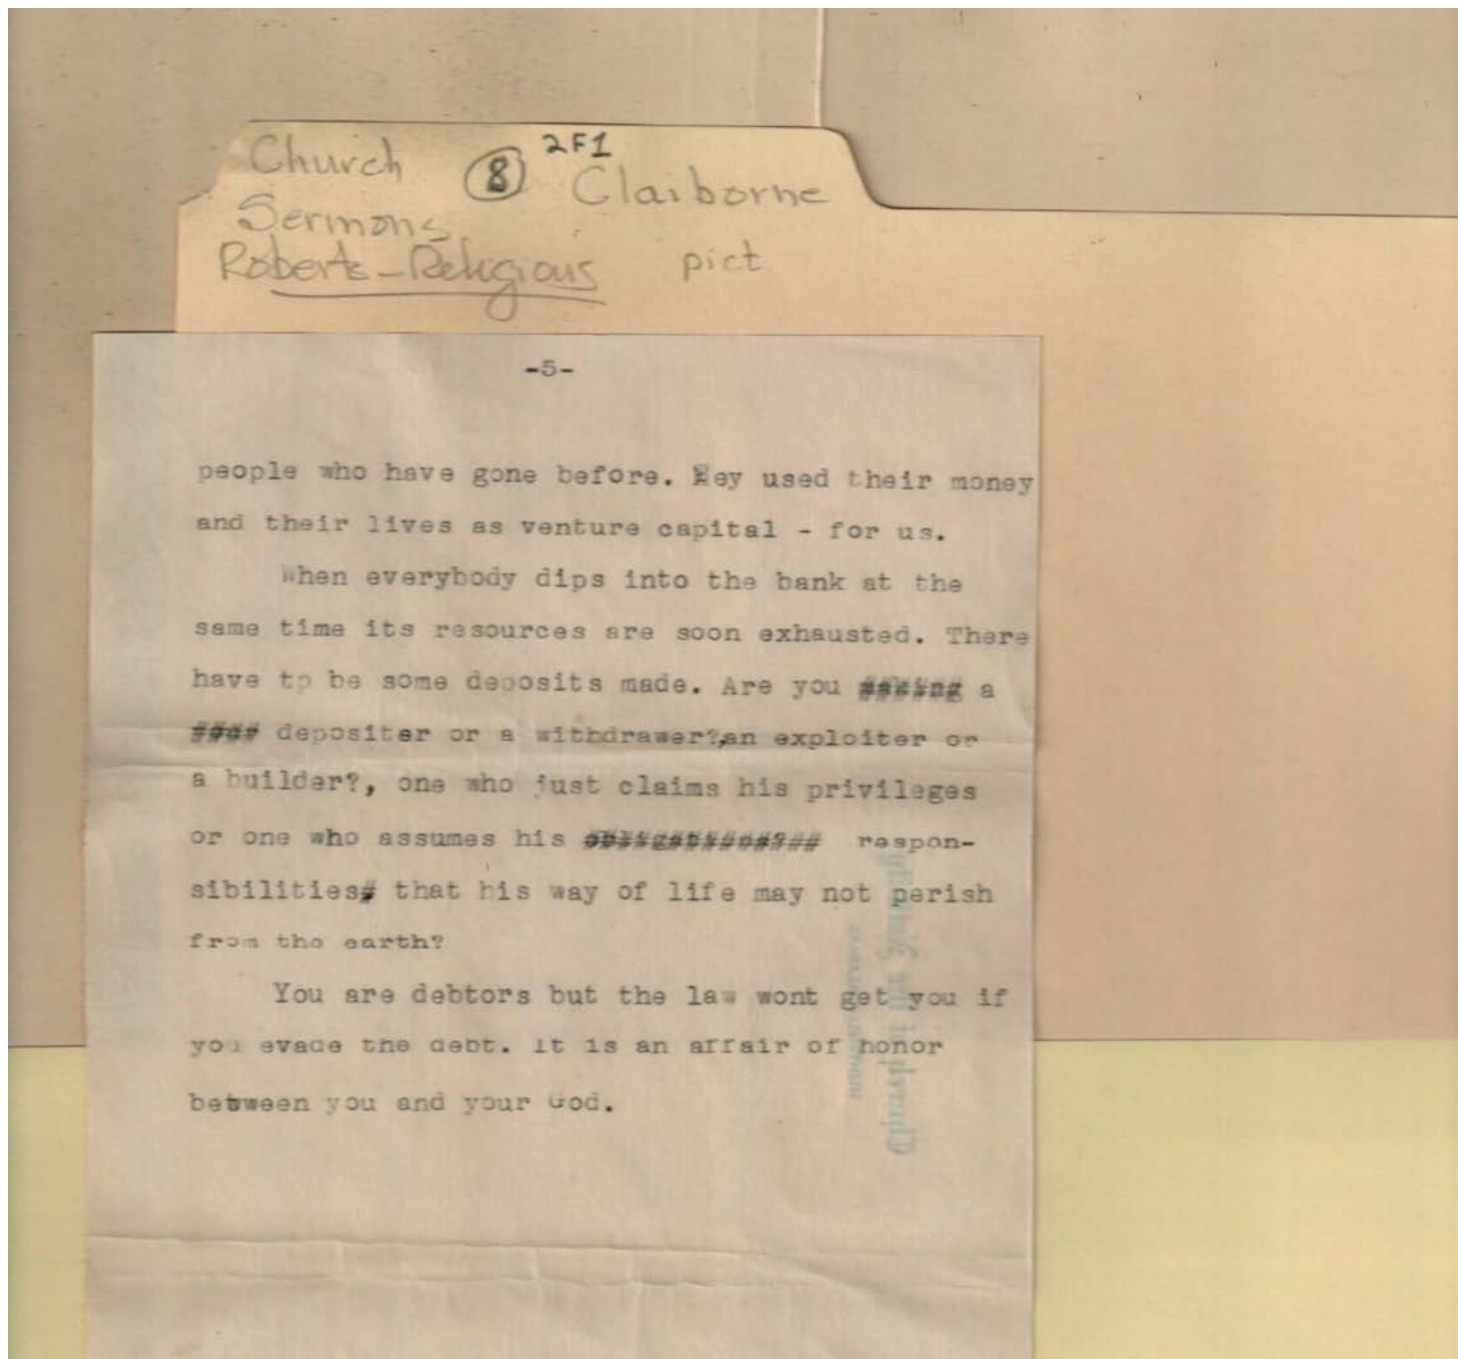 Church ⑧ 2F1 Claiborne
Sermons
Roberts-Religious pict
-5-
people who have gone before. Hey used their money
and their lives as venture capital - for us.
When everybody dips into the bank at the
same time its resources are soon exhausted. There
have to be some deposits made. Are you a
depositer or a withdrawer?,an exploiter or
a builder?, one who just claims his privileges
or one who assumes his respon-
sibilities that his way of life may not perish
from the earth?
You are debtors but the law wont get you if
you evade the debt. It is an affair of honor
between you and your God.